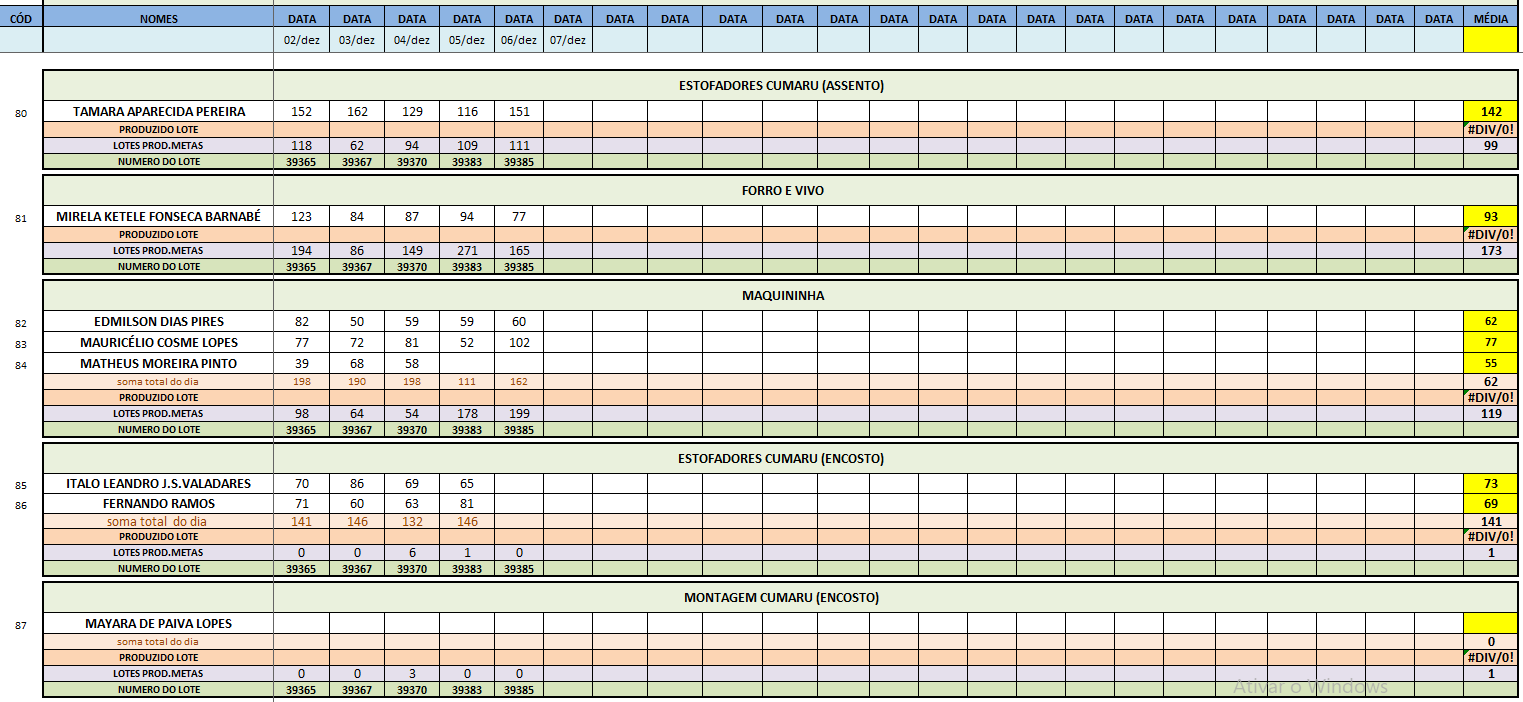 CÓD NOMES DATA DATA DATA DATA DATA DATA DATA DATA DATA DATA DATA DATA DATA DATA DATA DATA DATA DATA DATA DATA DATA DATA DATA MÉDIA
02/dez 03/dez 04/dez 05/dez 06/dez 07/dez
ESTOFADORES CUMARU (ASSENTO)
80 TAMARA APARECIDA PEREIRA 152 162 129 116 151 142
PRODUZIDO LOTE #DIV/0!
LOTES PROD.METAS 118 62 94 109 111 99
NUMERO DO LOTE 39365 39367 39370 39383 39385
FORRO E VIVO
81 MIRELA KETELE FONSECA BARNABÉ 123 84 87 94 77 93
PRODUZIDO LOTE #DIV/0!
LOTES PROD.METAS 194 86 149 271 165 173
NUMERO DO LOTE 39365 39367 39370 39383 39385
MAQUININHA
82 EDMILSON DIAS PIRES 82 50 59 59 60 62
83 MAURICÉLIO COSME LOPES 77 72 81 52 102 77
84 MATHEUS MOREIRA PINTO 39 68 58 55
soma total do dia 198 190 198 111 162 62
PRODUZIDO LOTE #DIV/0!
LOTES PROD.METAS 98 64 54 178 199 119
NUMERO DO LOTE 39365 39367 39370 39383 39385
ESTOFADORES CUMARU (ENCOSTO)
85 ITALO LEANDRO J.S.VALADARES 70 86 69 65 73
86 FERNANDO RAMOS 71 60 63 81 69
soma total do dia 141 146 132 146 141
PRODUZIDO LOTE #DIV/0!
LOTES PROD.METAS 0 0 6 1 0 1
NUMERO DO LOTE 39365 39367 39370 39383 39385
MONTAGEM CUMARU (ENCOSTO)
87 MAYARA DE PAIVA LOPES
soma total do dia 0
PRODUZIDO LOTE #DIV/0!
LOTES PROD.METAS 0 0 3 0 0 1
NUMERO DO LOTE 39365 39367 39370 39383 39385
Ativar o Windows